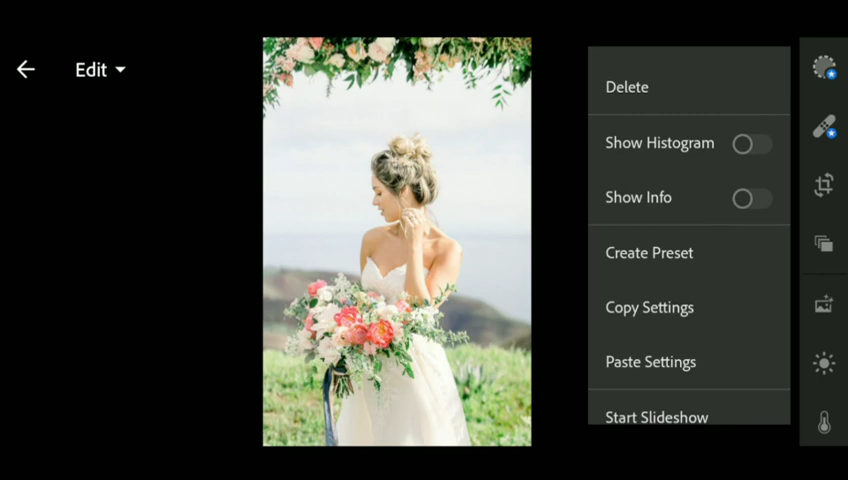 Edit
Delete
Show Histogram
Show Info
Create Preset
Copy Settings
Paste Settings
Start Slideshow